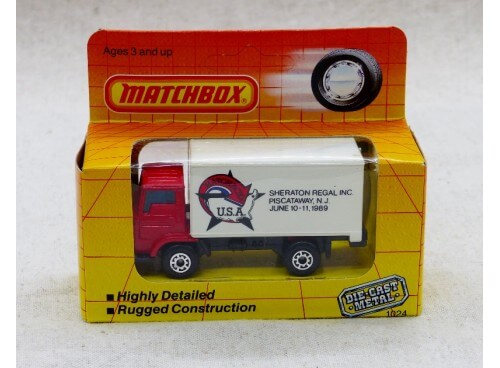 Ages 3 and up
MATCHBOX
U.S.A.
SHERATON REGAL INC.
PISCATAWAY, N.J.
JUNE 10-11, 1989
Highly Detailed
Rugged Construction
DIE-CAST
METAL
1024